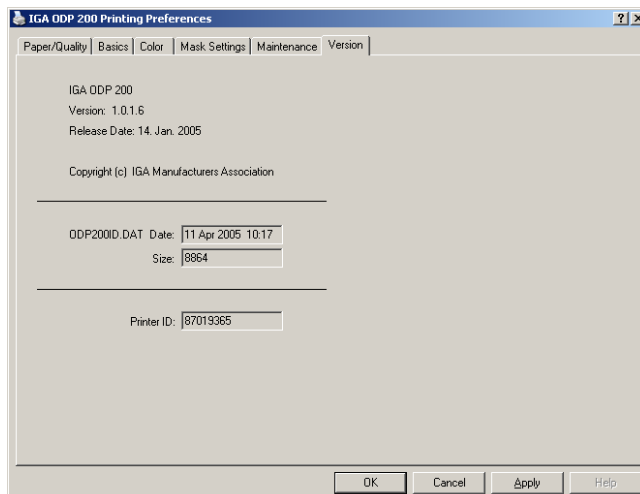 IGA ODP 200 Printing Preferences
Paper/Quality Basics Color Mask Settings Maintenance Version
IGA ODP 200
Version: 1.0.1.6
Release Date: 14. Jan. 2005
Copyright (c) IGA Manufacturers Association
ODP200ID.DAT Date: 11 Apr 2005 10:17
Size: 8864
Printer ID: 87019365
OK Cancel Apply Help